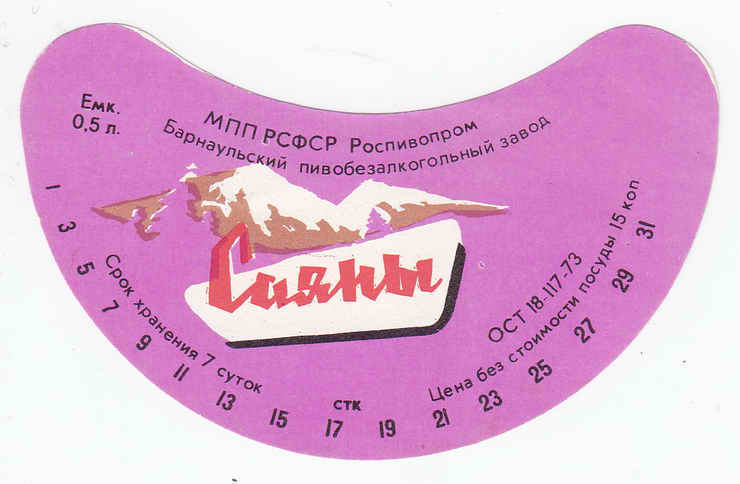 Емк.
0,5 л.
МПП РСФСР Роспивопром
Барнаульский пивобезалкогольный завод
Саяны
Срок хранения 7 суток
стк
ОСТ 18-117-73
Цена без стоимости посуды 15 коп
1 3 5 7 9 11 13 15 17 19 21 23 25 27 29 31